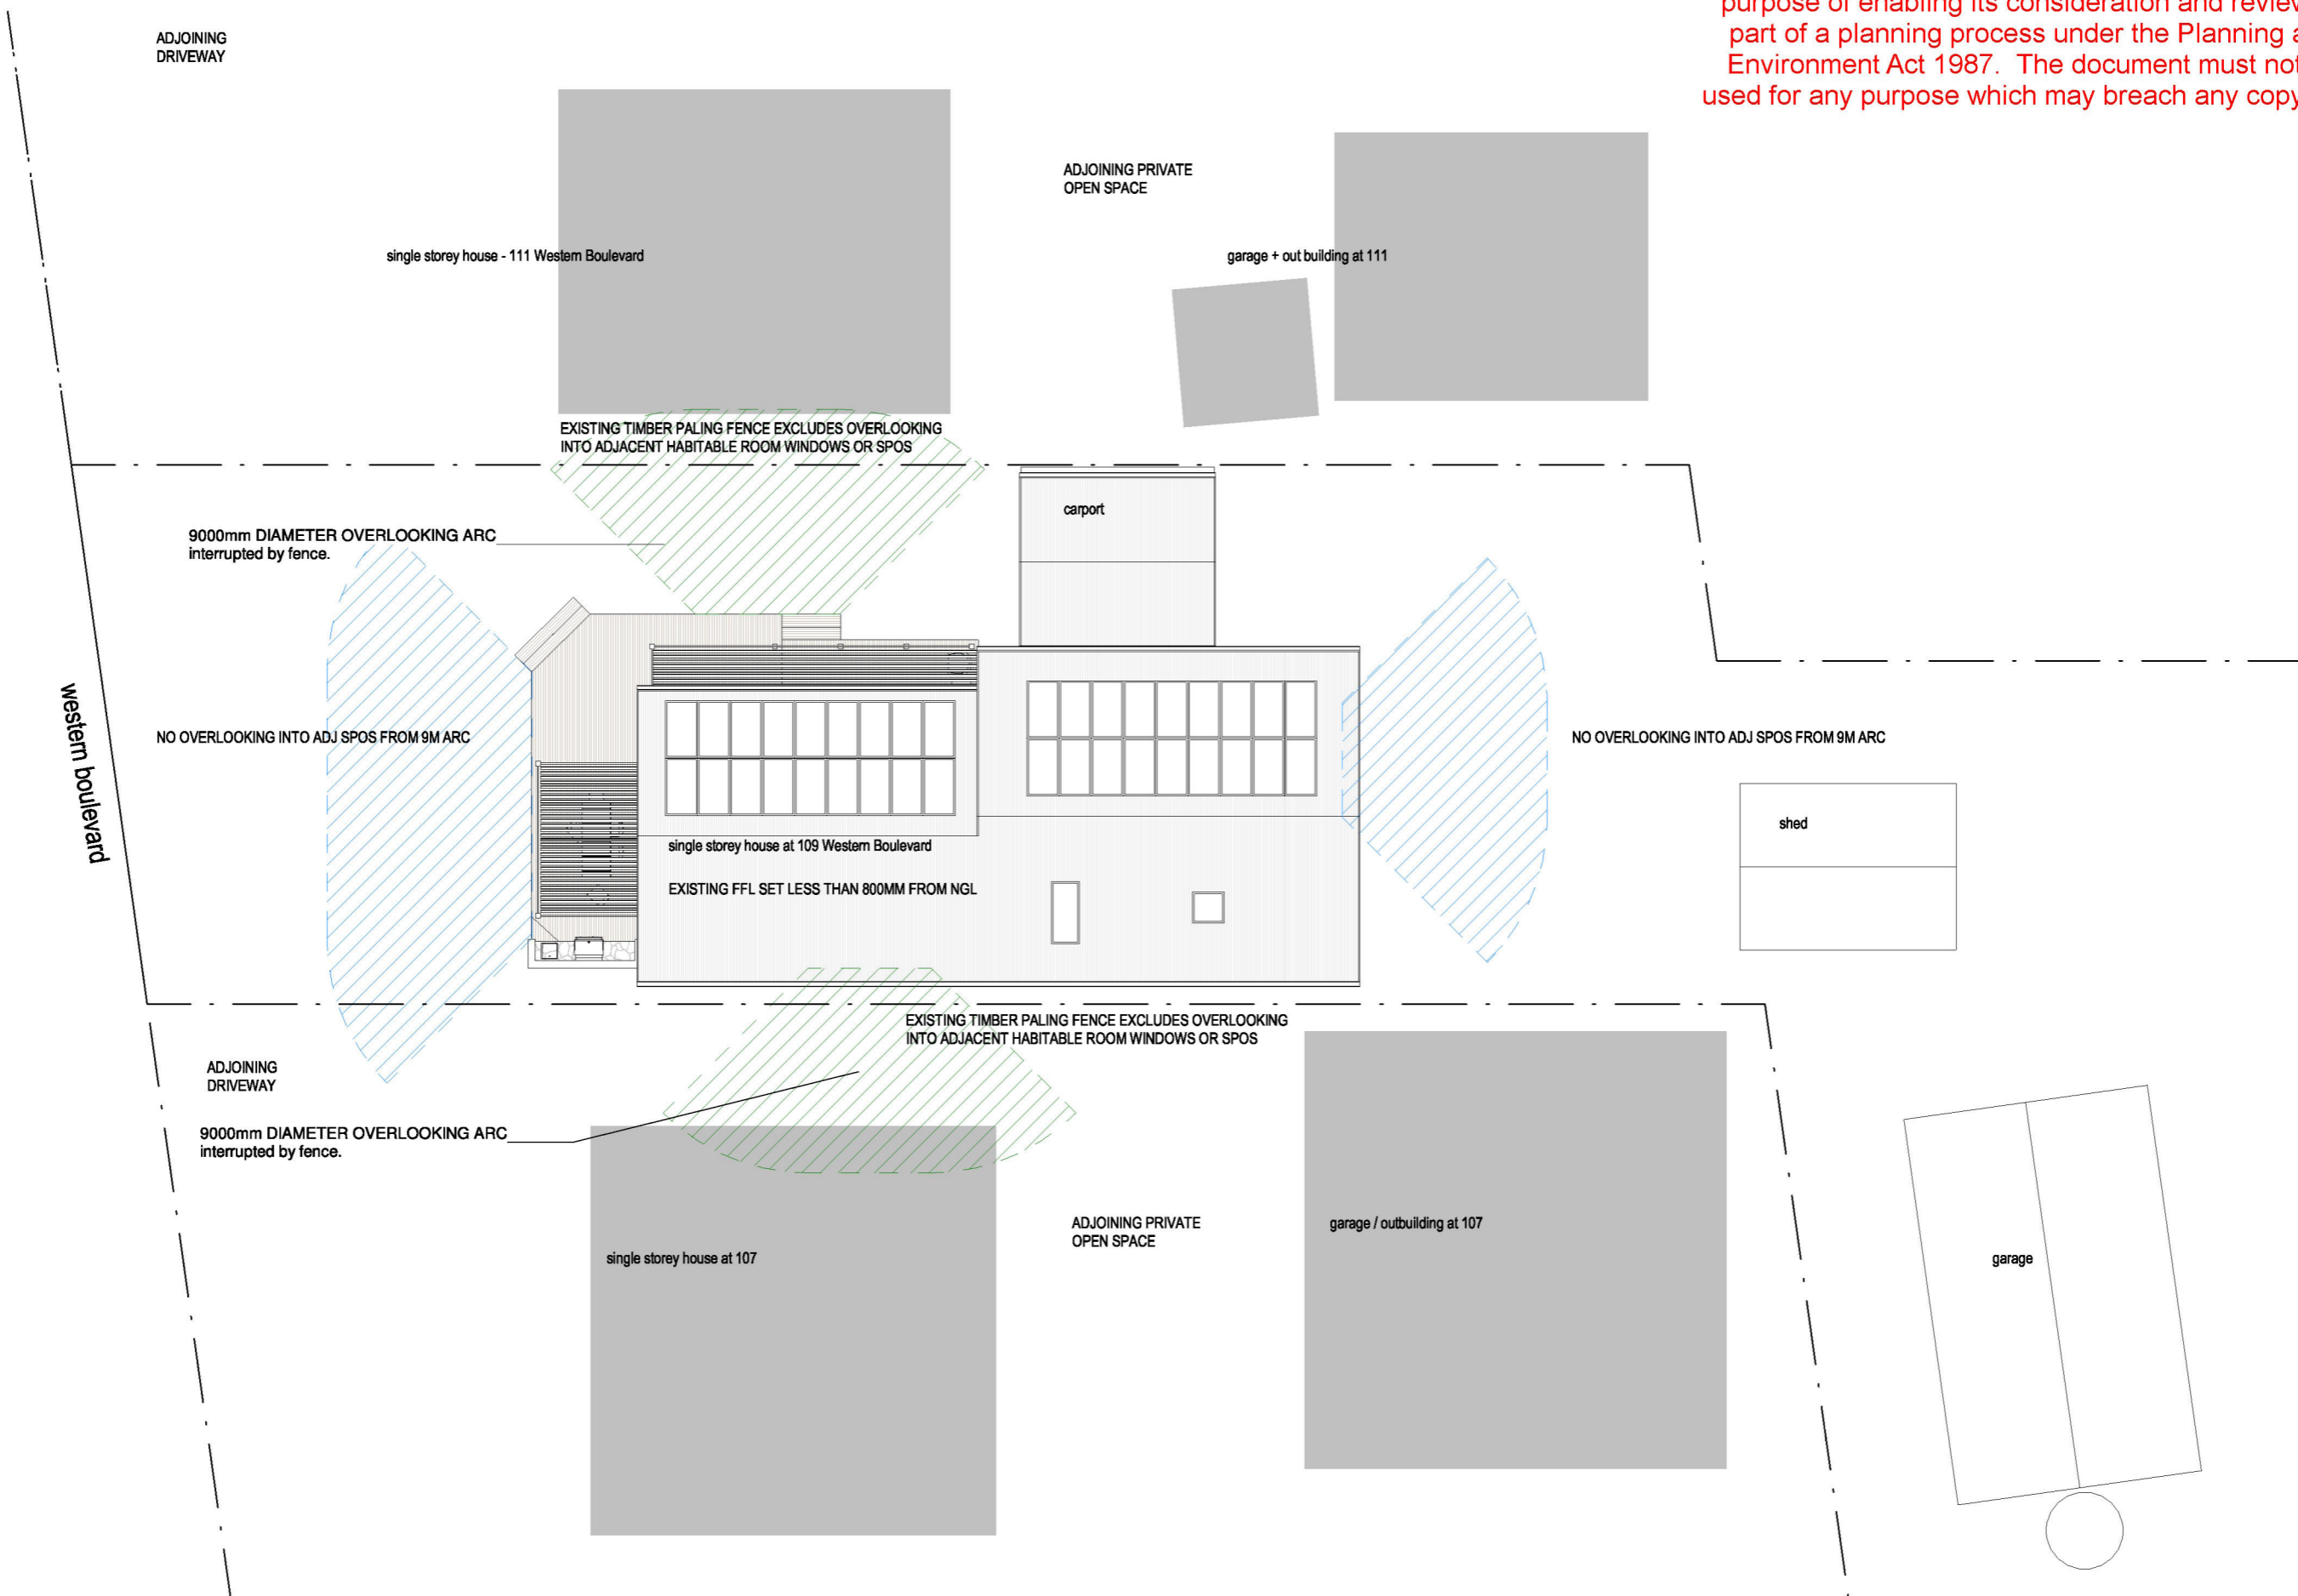 purpose of enabling its consideration and review
part of a planning process under the Planning a
Environment Act 1987. The document must not
used for any purpose which may breach any copy
ADJOINING
DRIVEWAY
ADJOINING PRIVATE
OPEN SPACE
single storey house - 111 Western Boulevard
garage + out building at 111
EXISTING TIMBER PALING FENCE EXCLUDES OVERLOOKING
INTO ADJACENT HABITABLE ROOM WINDOWS OR SPOS
carport
9000mm DIAMETER OVERLOOKING ARC
interrupted by fence.
western boulevard
NO OVERLOOKING INTO ADJ SPOS FROM 9M ARC
NO OVERLOOKING INTO ADJ SPOS FROM 9M ARC
shed
single storey house at 109 Western Boulevard
EXISTING FFL SET LESS THAN 800MM FROM NGL
EXISTING TIMBER PALING FENCE EXCLUDES OVERLOOKING
INTO ADJACENT HABITABLE ROOM WINDOWS OR SPOS
ADJOINING
DRIVEWAY
9000mm DIAMETER OVERLOOKING ARC
interrupted by fence.
ADJOINING PRIVATE
OPEN SPACE
garage / outbuilding at 107
single storey house at 107
garage